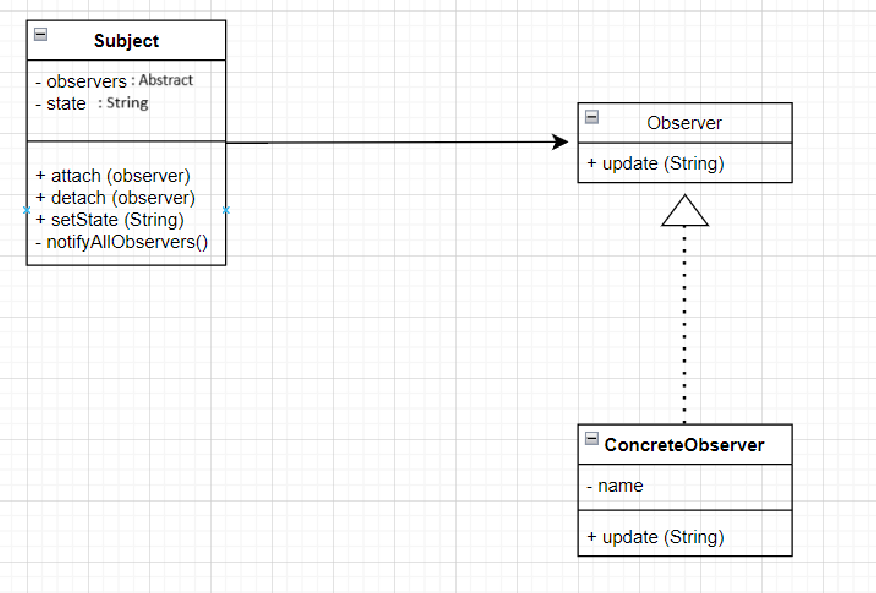 Subject
- observers : Abstract
- state : String
+ attach (observer)
+ detach (observer)
+ setState (String)
- notifyAllObservers()
Observer
+ update (String)
ConcreteObserver
- name
+ update (String)